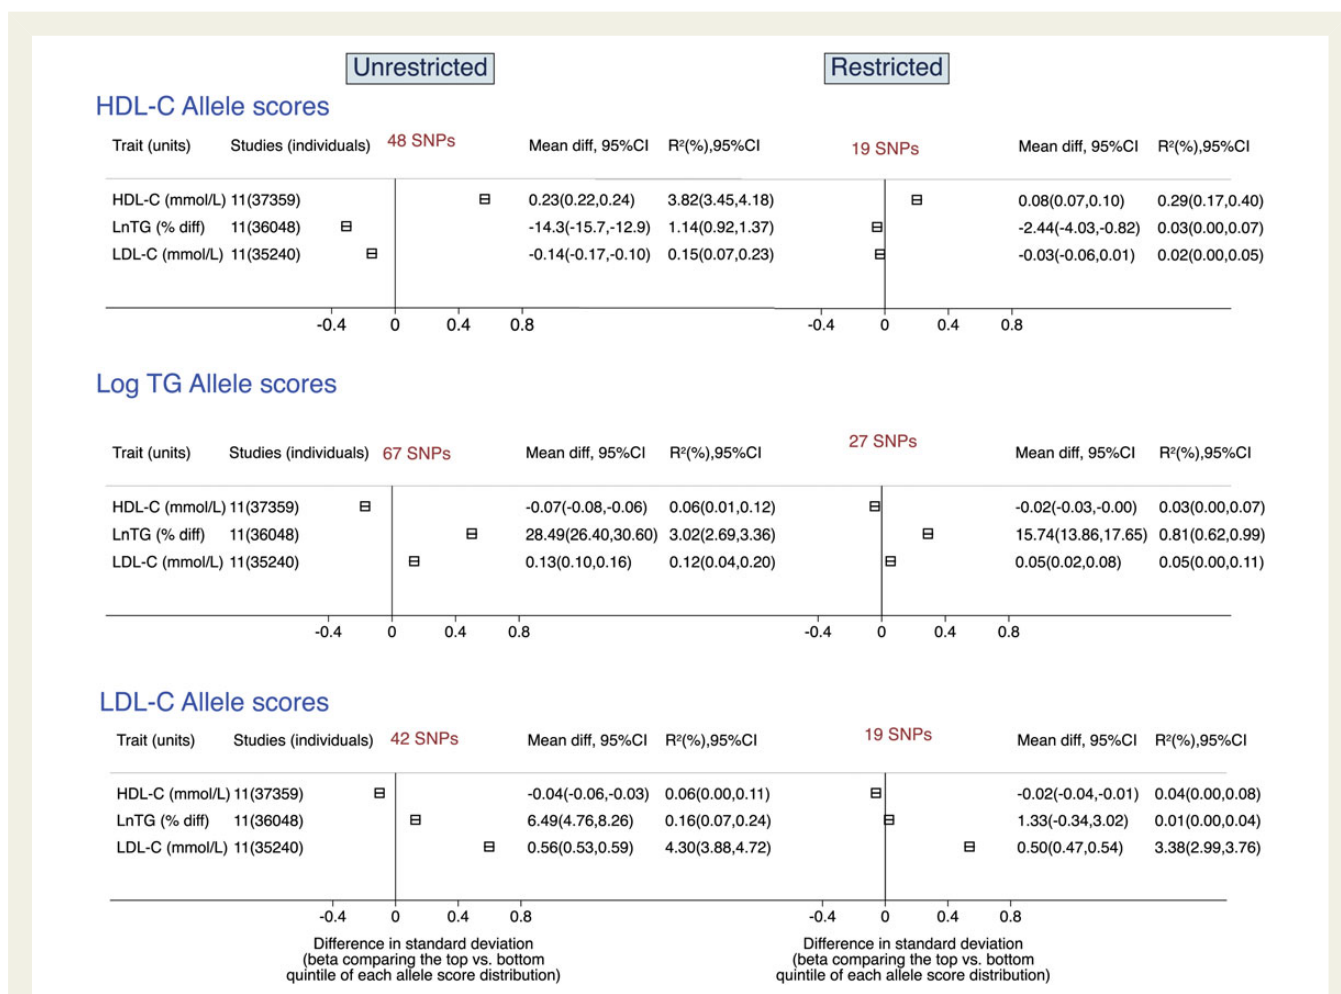 Unrestricted Restricted
HDL-C Allele scores
Trait (units) Studies (individuals) 48 SNPs Mean diff, 95%CI R²(%),95%CI 19 SNPs Mean diff, 95%CI R²(%),95%CI
HDL-C (mmol/L) 11(37359) 0.23(0.22,0.24) 3.82(3.45,4.18) 0.08(0.07,0.10) 0.29(0.17,0.40)
LnTG (% diff) 11(36048) -14.3(-15.7,-12.9) 1.14(0.92,1.37) -2.44(-4.03,-0.82) 0.03(0.00,0.07)
LDL-C (mmol/L) 11(35240) -0.14(-0.17,-0.10) 0.15(0.07,0.23) -0.03(-0.06,0.01) 0.02(0.00,0.05)
-0.4 0 0.4 0.8 -0.4 0 0.4 0.8
Log TG Allele scores
Trait (units) Studies (individuals) 67 SNPs Mean diff, 95%CI R²(%),95%CI 27 SNPs Mean diff, 95%CI R²(%),95%CI
HDL-C (mmol/L) 11(37359) -0.07(-0.08,-0.06) 0.06(0.01,0.12) -0.02(-0.03,-0.00) 0.03(0.00,0.07)
LnTG (% diff) 11(36048) 28.49(26.40,30.60) 3.02(2.69,3.36) 15.74(13.86,17.65) 0.81(0.62,0.99)
LDL-C (mmol/L) 11(35240) 0.13(0.10,0.16) 0.12(0.04,0.20) 0.05(0.02,0.08) 0.05(0.00,0.11)
-0.4 0 0.4 0.8 -0.4 0 0.4 0.8
LDL-C Allele scores
Trait (units) Studies (individuals) 42 SNPs Mean diff, 95%CI R²(%),95%CI 19 SNPs Mean diff, 95%CI R²(%),95%CI
HDL-C (mmol/L) 11(37359) -0.04(-0.06,-0.03) 0.06(0.00,0.11) -0.02(-0.04,-0.01) 0.04(0.00,0.08)
LnTG (% diff) 11(36048) 6.49(4.76,8.26) 0.16(0.07,0.24) 1.33(-0.34,3.02) 0.01(0.00,0.04)
LDL-C (mmol/L) 11(35240) 0.56(0.53,0.59) 4.30(3.88,4.72) 0.50(0.47,0.54) 3.38(2.99,3.76)
-0.4 0 0.4 0.8 -0.4 0 0.4 0.8
Difference in standard deviation Difference in standard deviation
(beta comparing the top vs. bottom (beta comparing the top vs. bottom
quintile of each allele score distribution) quintile of each allele score distribution)